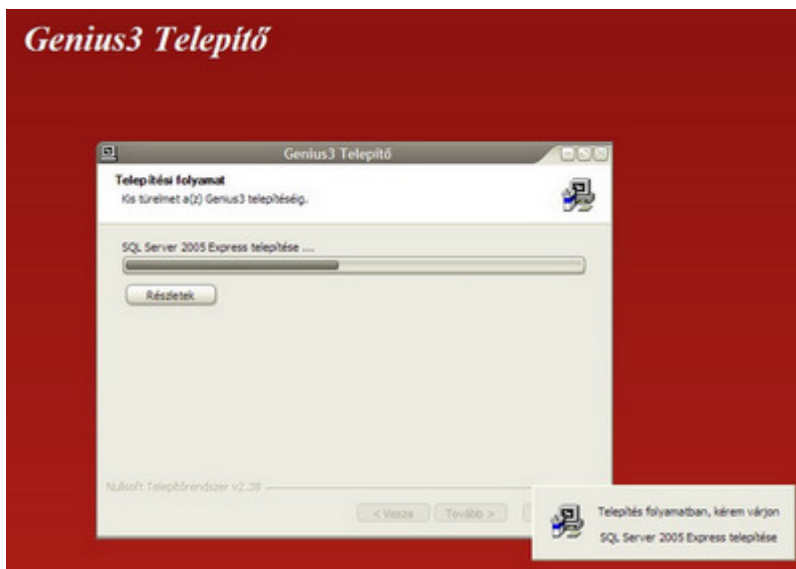 Genius3 Telepítő
Genius3 Telepítő
Telepítési folyamat
Kis türelmet a(z) Genius3 telepítéséig.
SQL Server 2005 Express telepítése ...
Részletek
Nullsoft Telepítőrendszer v2.38
< Vissza Tovább >
Telepítés folyamatban, kérem várjon
SQL Server 2005 Express telepítése